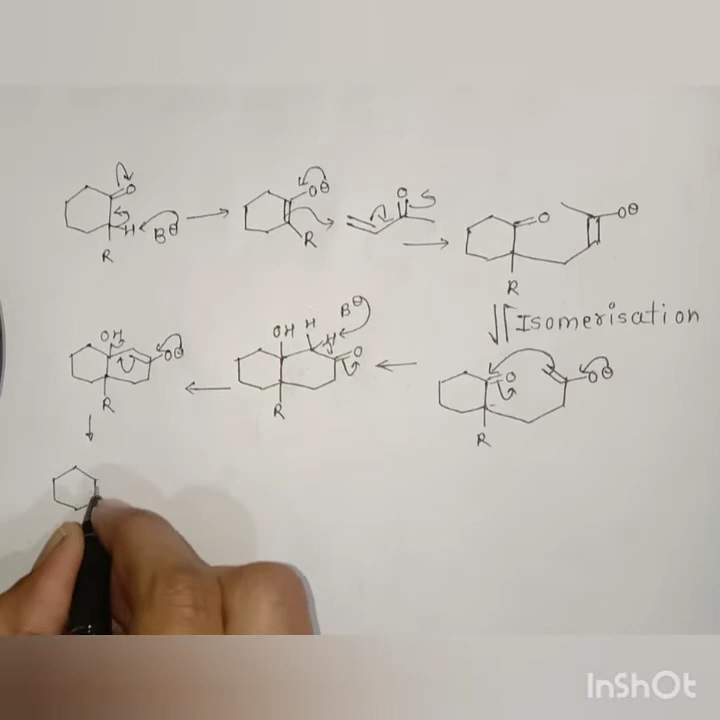 O O
H B⊖ R
R
O⊖ R
O
O O⊖
R
Isomerisation
OH O⊖
R
OH H B⊖
H O
R
O O⊖
R
InShOt